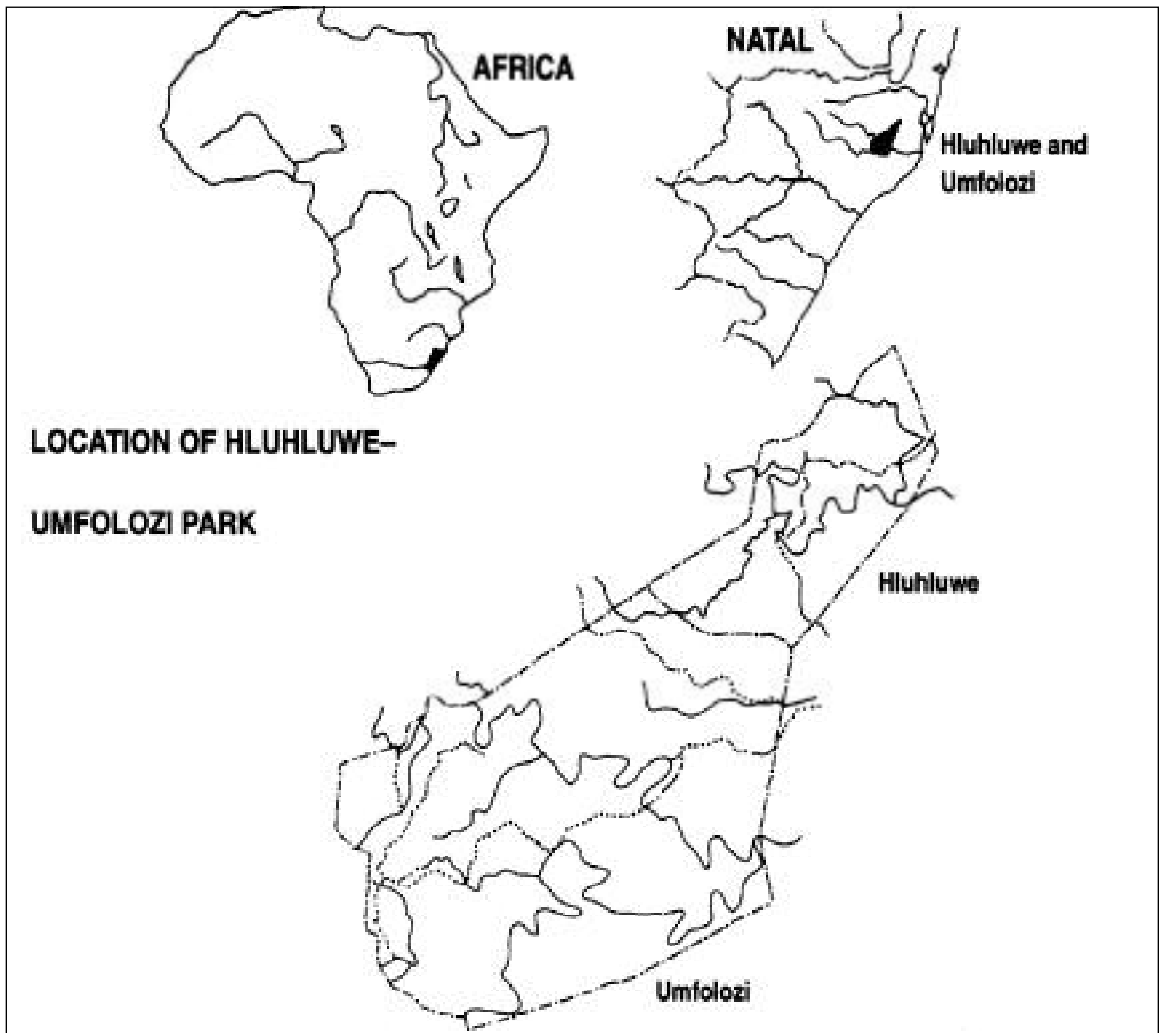 AFRICA
NATAL
Hluhluwe and
Umfolozi
LOCATION OF HLUHLUWE–
UMFOLOZI PARK
Hluhluwe
Umfolozi